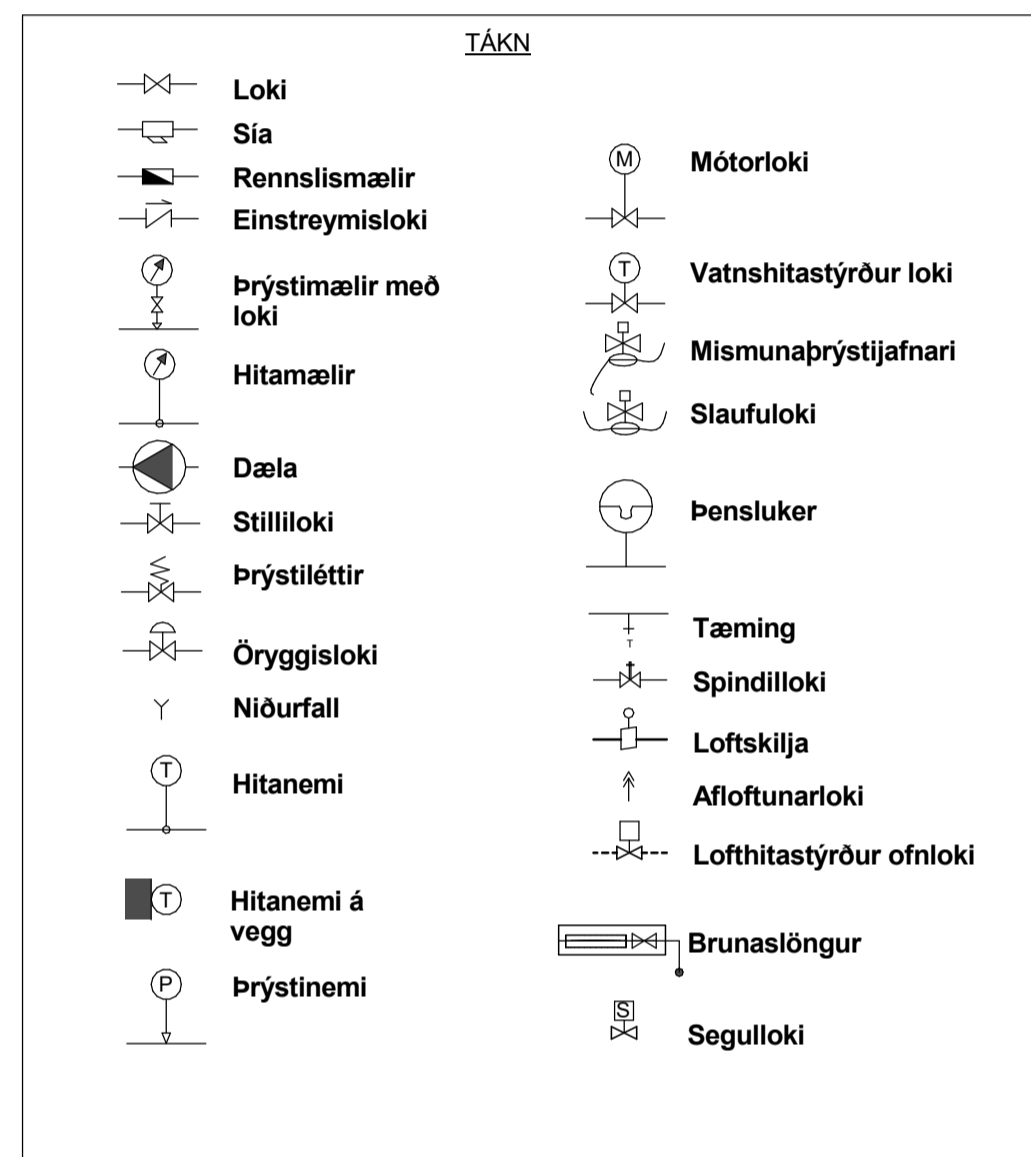 TÁKN
Loki
Sía
Rennslismælir
Einstreymisloki
Þrýstimælir með
loki
Hitamælir
Dæla
Stilliloki
Þrýstiléttir
Öryggisloki
Niðurfall
T
Hitanemi
T
Hitanemi á
vegg
P
Þrýstinemi
M
Mótorloki
T
Vatnshitastýrður loki
Mismunaþrýstijafnari
Slaufuloki
Þensluker
T
Tæming
Spindilloki
Loftskilja
Afloftunarloki
Lofthitastýrður ofnloki
Brunaslöngur
S
Segulloki